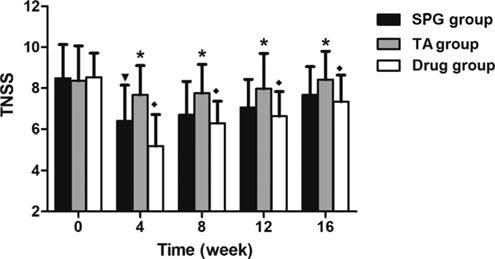 12
10
8
6
4
2
TNSS
▼ * ◆
* ◆
* ◆
* ◆
0 4 8 12 16
Time (week)
SPG group
TA group
Drug group